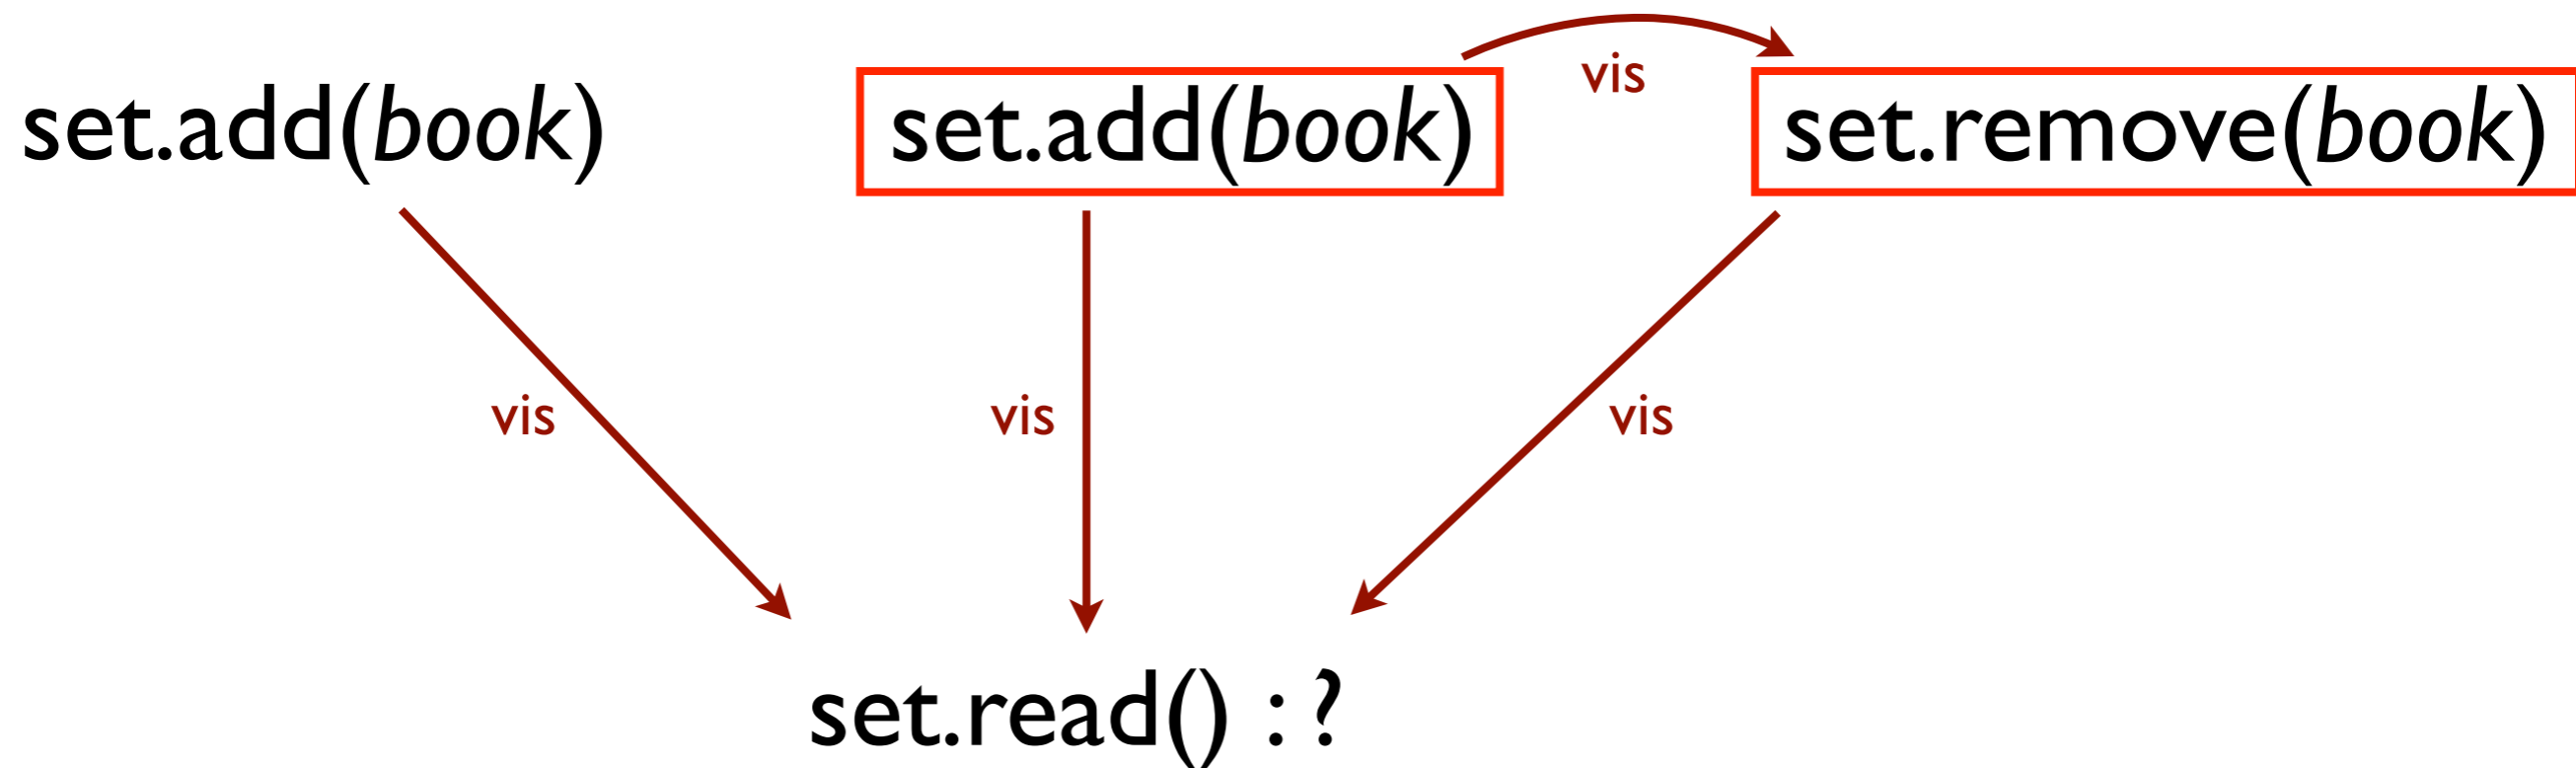 vis
set.add(book) set.add(book) set.remove(book)
vis vis vis
set.read() : ?